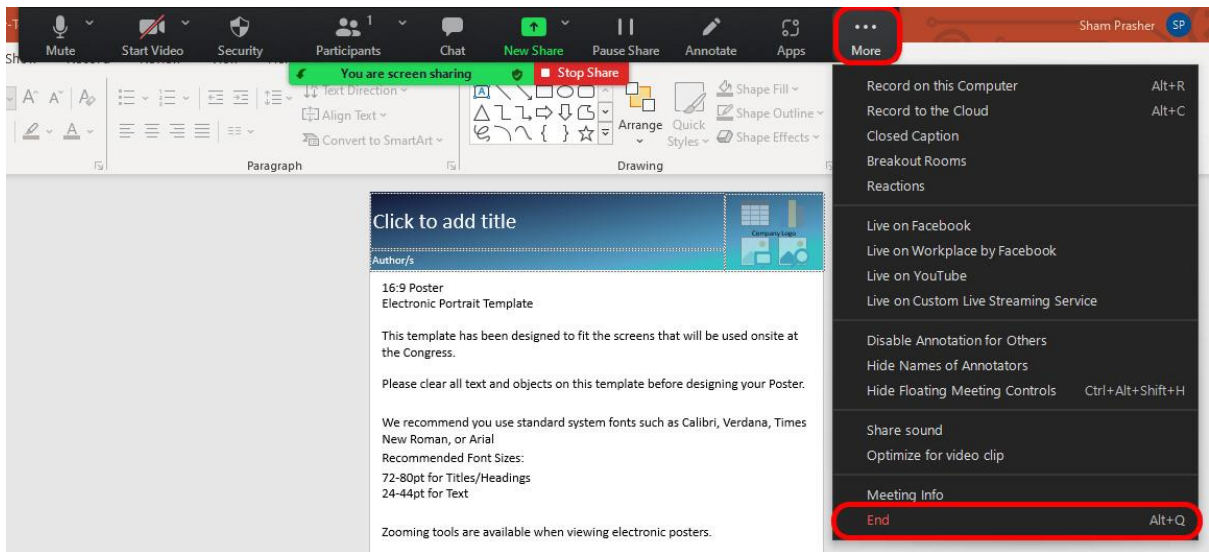 Sham Prasher SP
1
Mute Start Video Security Participants Chat New Share Pause Share Annotate Apps More
You are screen sharing Stop Share
Text Direction
Align Text
Convert to SmartArt
Arrange
Quick Styles
Shape Fill
Shape Outline
Shape Effects
Paragraph
Drawing
Record on this Computer Alt+R
Record to the Cloud Alt+C
Closed Caption
Breakout Rooms
Reactions
Live on Facebook
Live on Workplace by Facebook
Live on YouTube
Live on Custom Live Streaming Service
Disable Annotation for Others
Hide Names of Annotators
Hide Floating Meeting Controls Ctrl+Alt+Shift+H
Share sound
Optimize for video clip
Meeting Info
End Alt+Q
Click to add title
Company Logo
Author/s
16:9 Poster
Electronic Portrait Template
This template has been designed to fit the screens that will be used onsite at
the Congress.
Please clear all text and objects on this template before designing your Poster.
We recommend you use standard system fonts such as Calibri, Verdana, Times
New Roman, or Arial
Recommended Font Sizes:
72-80pt for Titles/Headings
24-44pt for Text
Zooming tools are available when viewing electronic posters.